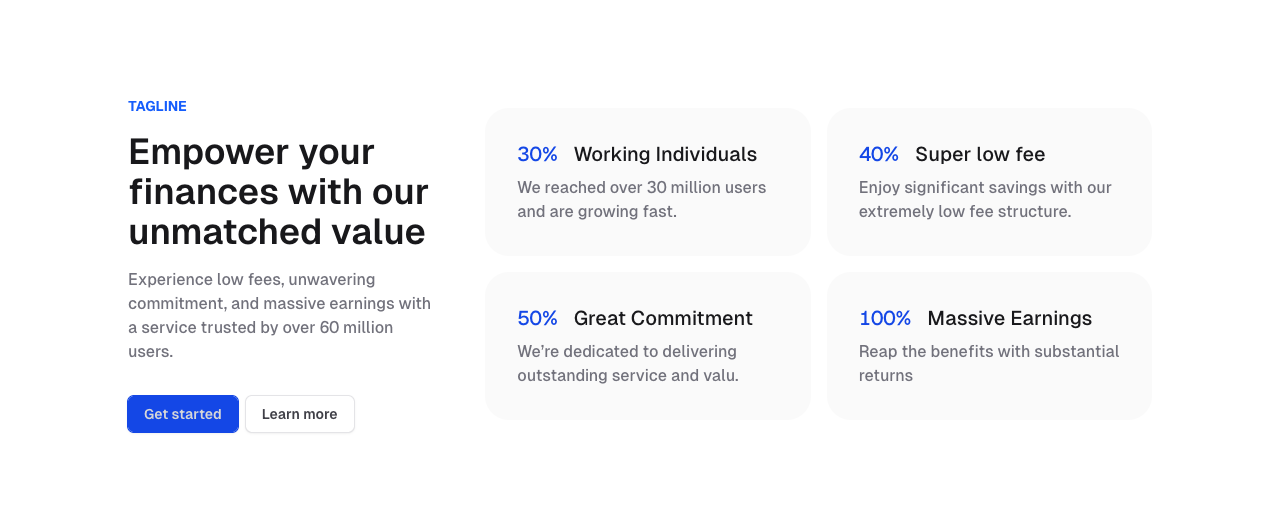 TAGLINE
Empower your
finances with our
unmatched value
Experience low fees, unwavering
commitment, and massive earnings with
a service trusted by over 60 million
users.
Get started
Learn more
30% Working Individuals
We reached over 30 million users
and are growing fast.
40% Super low fee
Enjoy significant savings with our
extremely low fee structure.
50% Great Commitment
We’re dedicated to delivering
outstanding service and valu.
100% Massive Earnings
Reap the benefits with substantial
returns